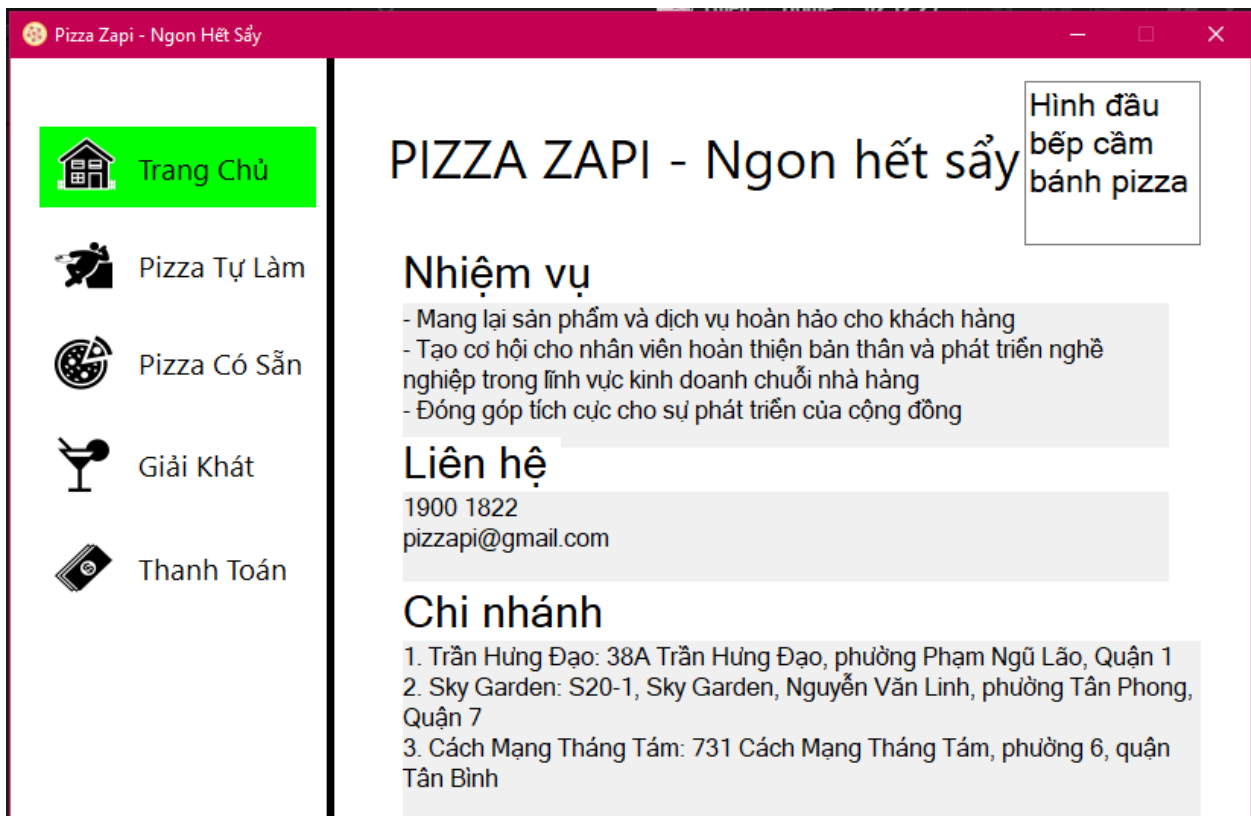 Pizza Zapi - Ngon Hết Sẩy
Trang Chủ
Pizza Tự Làm
Pizza Có Sẵn
Giải Khát
Thanh Toán
PIZZA ZAPI - Ngon hết sẩy
Hình đầu
bếp cầm
bánh pizza
Nhiệm vụ
- Mang lại sản phẩm và dịch vụ hoàn hảo cho khách hàng
- Tạo cơ hội cho nhân viên hoàn thiện bản thân và phát triển nghề
nghiệp trong lĩnh vực kinh doanh chuỗi nhà hàng
- Đóng góp tích cực cho sự phát triển của cộng đồng
Liên hệ
1900 1822
pizzapi@gmail.com
Chi nhánh
1. Trần Hưng Đạo: 38A Trần Hưng Đạo, phường Phạm Ngũ Lão, Quận 1
2. Sky Garden: S20-1, Sky Garden, Nguyễn Văn Linh, phường Tân Phong,
Quận 7
3. Cách Mạng Tháng Tám: 731 Cách Mạng Tháng Tám, phường 6, quận
Tân Bình